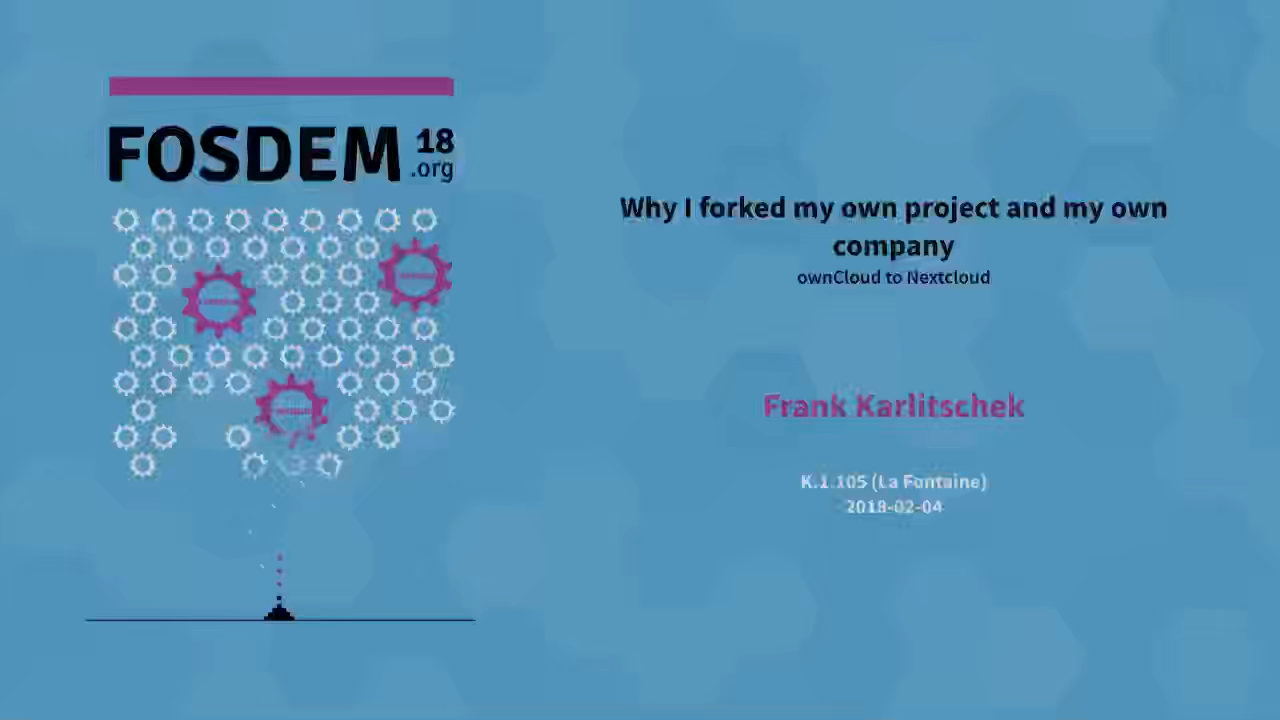 FOSDEM 18
.org
Why I forked my own project and my own
company
ownCloud to Nextcloud
Frank Karlitschek
K.1.105 (La Fontaine)
2018-02-04